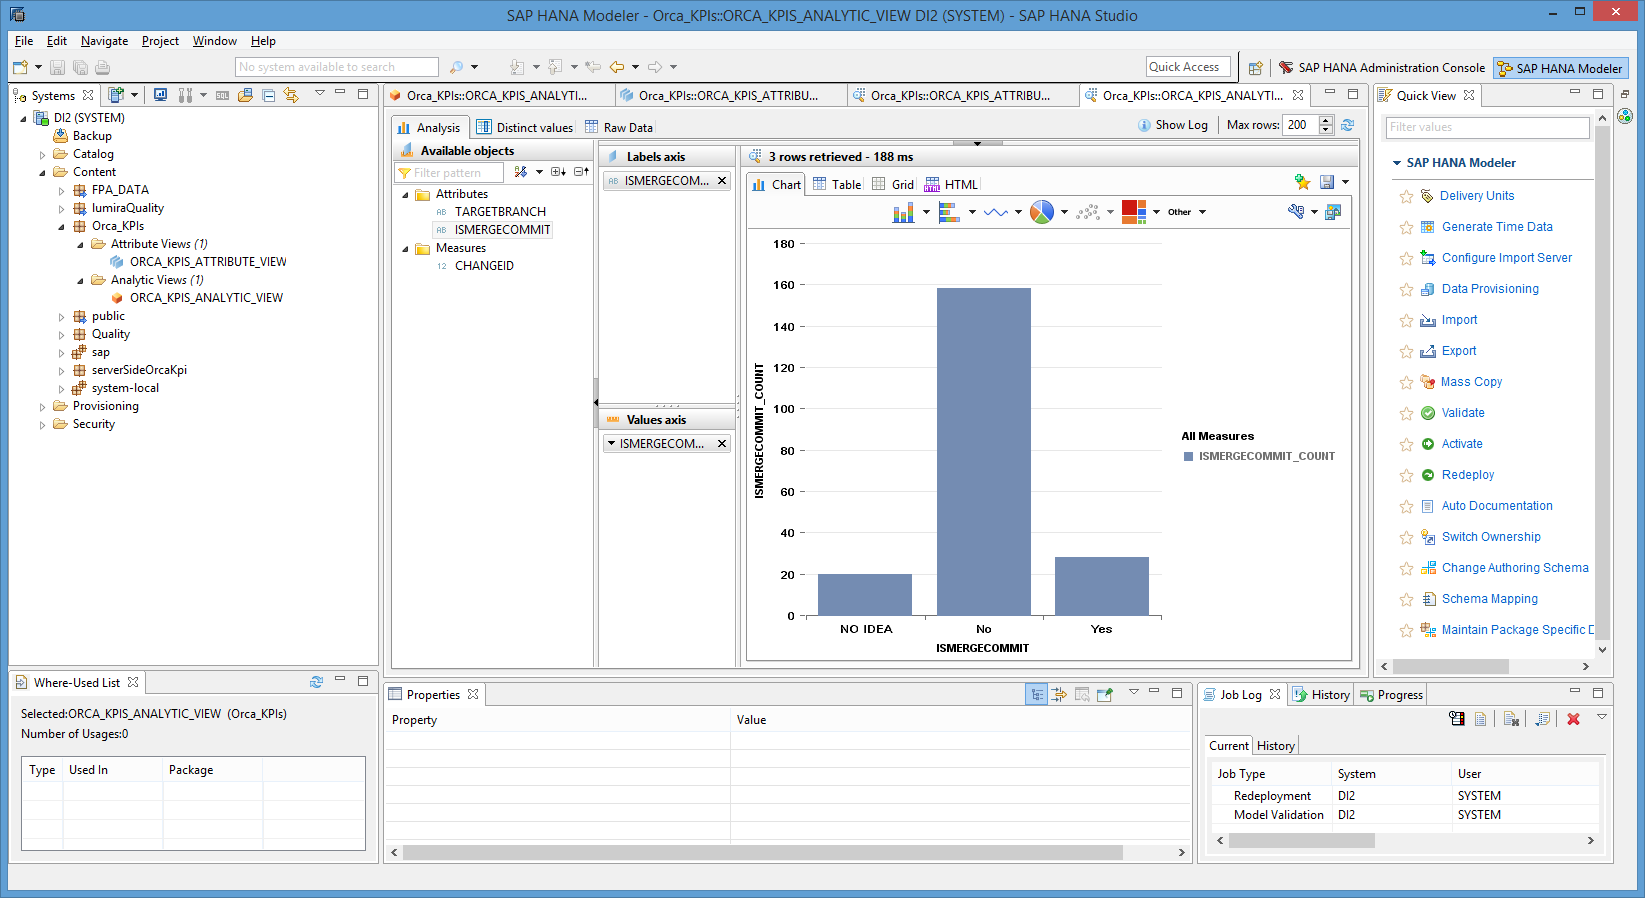 SAP HANA Modeler - Orca_KPIs::ORCA_KPIS_ANALYTIC_VIEW DI2 (SYSTEM) - SAP HANA Studio
File Edit Navigate Project Window Help
No system available to search
Quick Access
SAP HANA Administration Console
SAP HANA Modeler
Systems
DI2 (SYSTEM)
Backup
Catalog
Content
FPA_DATA
lumiraQuality
Orca_KPIs
Attribute Views (1)
ORCA_KPIS_ATTRIBUTE_VIEW
Analytic Views (1)
ORCA_KPIS_ANALYTIC_VIEW
public
Quality
sap
serverSideOrcaKpi
system-local
Provisioning
Security
Orca_KPIs::ORCA_KPIS_ANALYTI...
Orca_KPIs::ORCA_KPIS_ATTRIBU...
Orca_KPIs::ORCA_KPIS_ATTRIBU...
Orca_KPIs::ORCA_KPIS_ANALYTI...
Analysis
Distinct values
Raw Data
Show Log
Max rows: 200
Available objects
Filter pattern
Attributes
AB TARGETBRANCH
AB ISMERGECOMMIT
Measures
12 CHANGEID
Labels axis
AB ISMERGECOM...
Values axis
ISMERGECOM...
3 rows retrieved - 188 ms
Chart
Table
Grid
HTML
Other
180
160
140
120
100
80
60
40
20
0
ISMERGECOMMIT_COUNT
NO IDEA
No
Yes
ISMERGECOMMIT
All Measures
ISMERGECOMMIT_COUNT
Quick View
Filter values
SAP HANA Modeler
Delivery Units
Generate Time Data
Configure Import Server
Data Provisioning
Import
Export
Mass Copy
Validate
Activate
Redeploy
Auto Documentation
Switch Ownership
Change Authoring Schema
Schema Mapping
Maintain Package Specific D
Where-Used List
Selected:ORCA_KPIS_ANALYTIC_VIEW (Orca_KPIs)
Number of Usages:0
Type Used In Package
Properties
Property Value
Job Log
History
Progress
Current History
Job Type System User
Redeployment DI2 SYSTEM
Model Validation DI2 SYSTEM